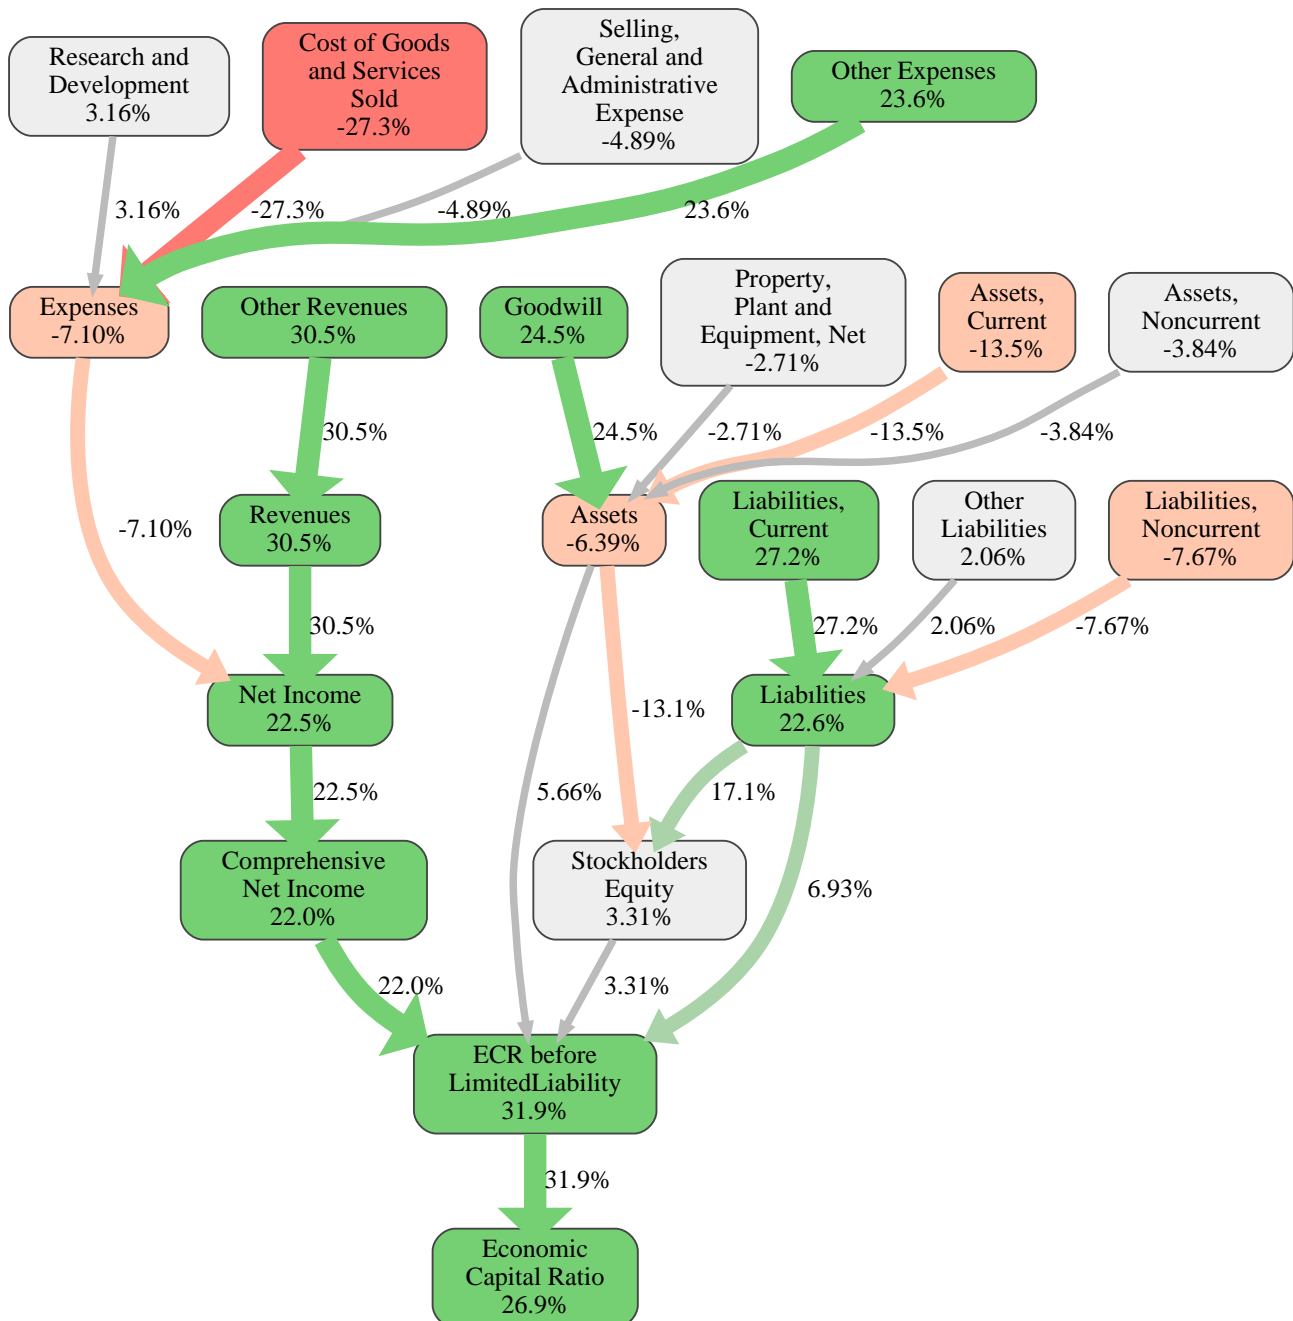 Research and
Development
3.16%
Cost of Goods
and Services
Sold
-27.3%
Selling,
General and
Administrative
Expense
-4.89%
Other Expenses
23.6%
3.16%
-27.3%
-4.89%
23.6%
Expenses
-7.10%
Other Revenues
30.5%
Goodwill
24.5%
Property,
Plant and
Equipment, Net
-2.71%
Assets,
Current
-13.5%
Assets,
Noncurrent
-3.84%
30.5%
24.5%
-2.71%
-13.5%
-3.84%
-7.10%
Revenues
30.5%
Assets
-6.39%
Liabilities,
Current
27.2%
Other
Liabilities
2.06%
Liabilities,
Noncurrent
-7.67%
30.5%
27.2%
2.06%
-7.67%
Net Income
22.5%
-13.1%
Liabilities
22.6%
22.5%
5.66%
17.1%
Comprehensive
Net Income
22.0%
Stockholders
Equity
3.31%
6.93%
22.0%
3.31%
ECR before
LimitedLiability
31.9%
31.9%
Economic
Capital Ratio
26.9%